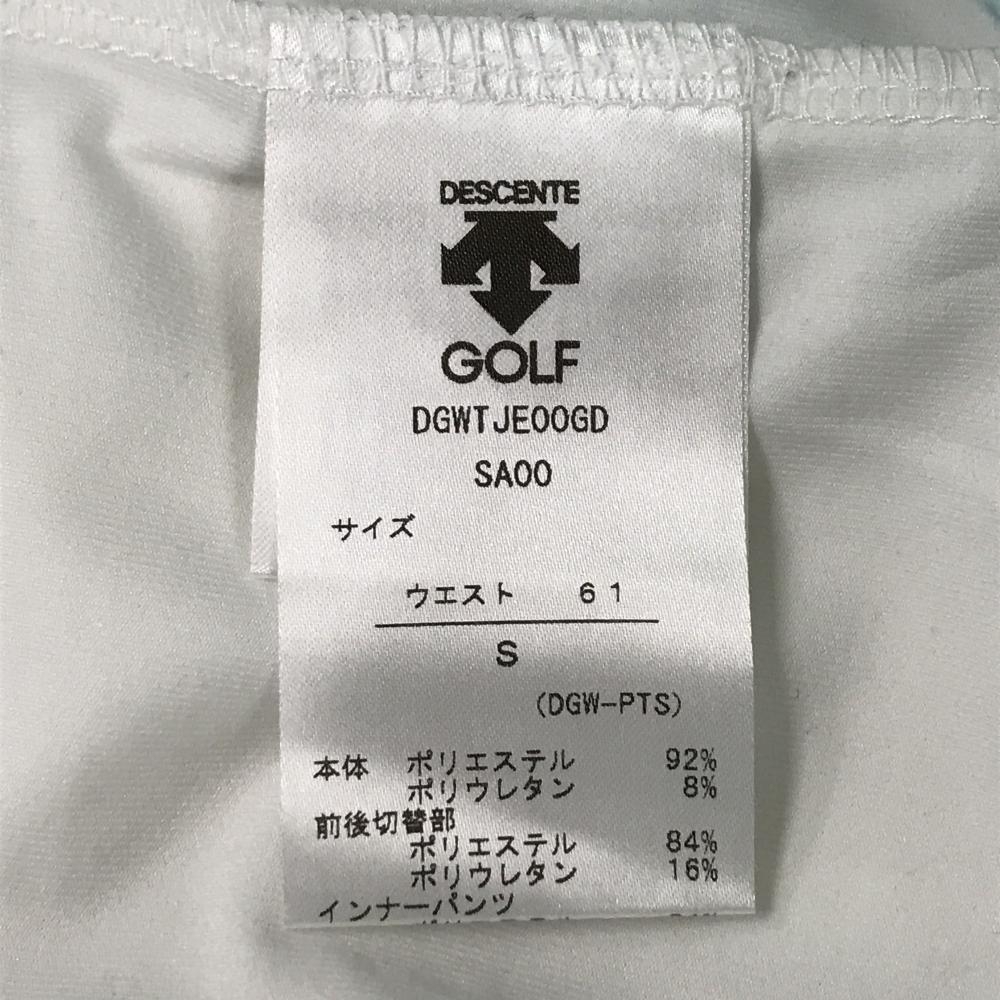 DESCENTE
GOLF
DGWTJE00GD
SA00
サイズ
ウエスト 61
S
(DGW-PTS)
本体 ポリエステル 92%
ポリウレタン 8%
前後切替部
ポリエステル 84%
ポリウレタン 16%
インナーパンツ